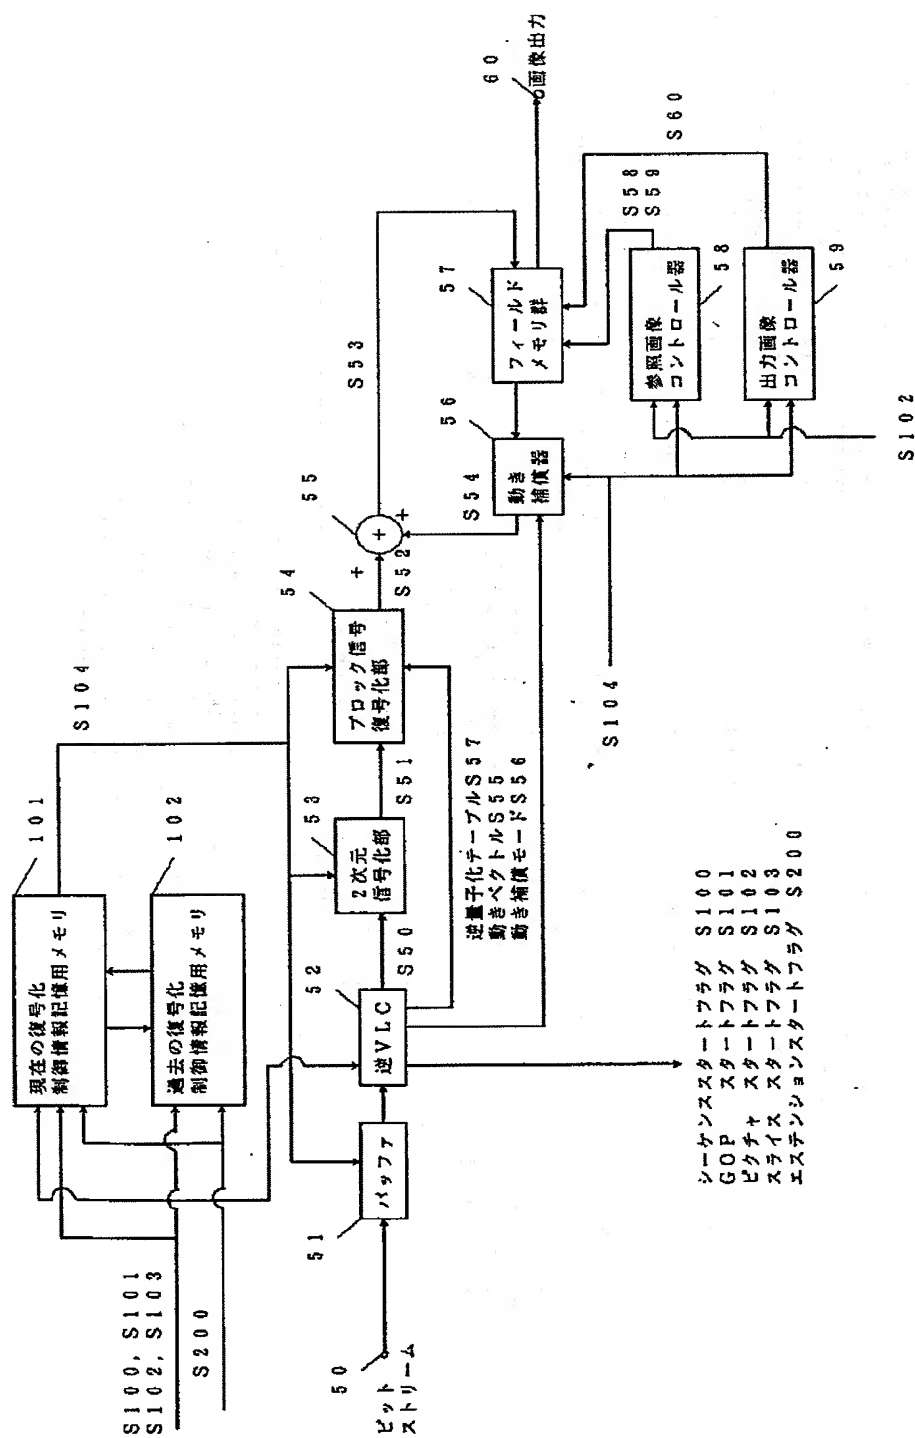 S100, S101
S102, S103
S200
101
現在の復号化
制御情報記憶用メモリ
102
過去の復号化
制御情報記憶用メモリ
S104
50
ビット
ストリーム
51
バッファ
52
逆VLC
S50
53
2次元
信号化部
S51
54
ブロック信号
復号化部
+
S52
55
+
+
S53
S54
56
動き
補償器
57
フィールド
メモリ群
60
画像出力
S58
S59
S60
参照画像
コントロール器
58
出力画像
コントロール器
59
S102
S104
逆量子化テーブルS57
動きベクトルS55
動き補償モードS56
シーケンススタートフラグ S100
GOP スタートフラグ S101
ピクチャ スタートフラグ S102
スライス スタートフラグ S103
エステンションスタートフラグ S200